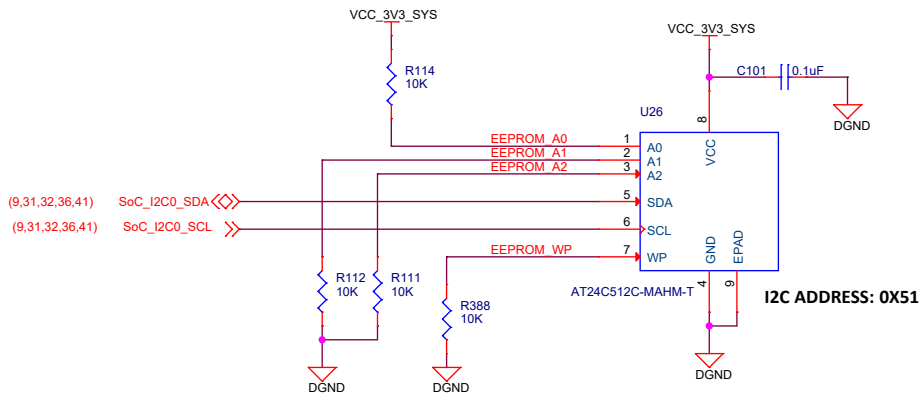 VCC_3V3_SYS
VCC_3V3_SYS
R114
10K
C101
0.1uF
DGND
U26
8
VCC
EEPROM_A0
1
A0
EEPROM_A1
2
A1
EEPROM_A2
3
A2
(9,31,32,36,41)
SoC_I2C0_SDA
5
SDA
(9,31,32,36,41)
SoC_I2C0_SCL
6
SCL
EEPROM_WP
7
WP
GND
EPAD
R112
10K
R111
10K
R388
10K
AT24C512C-MAHM-T
4
9
I2C ADDRESS: 0X51
DGND
DGND
DGND